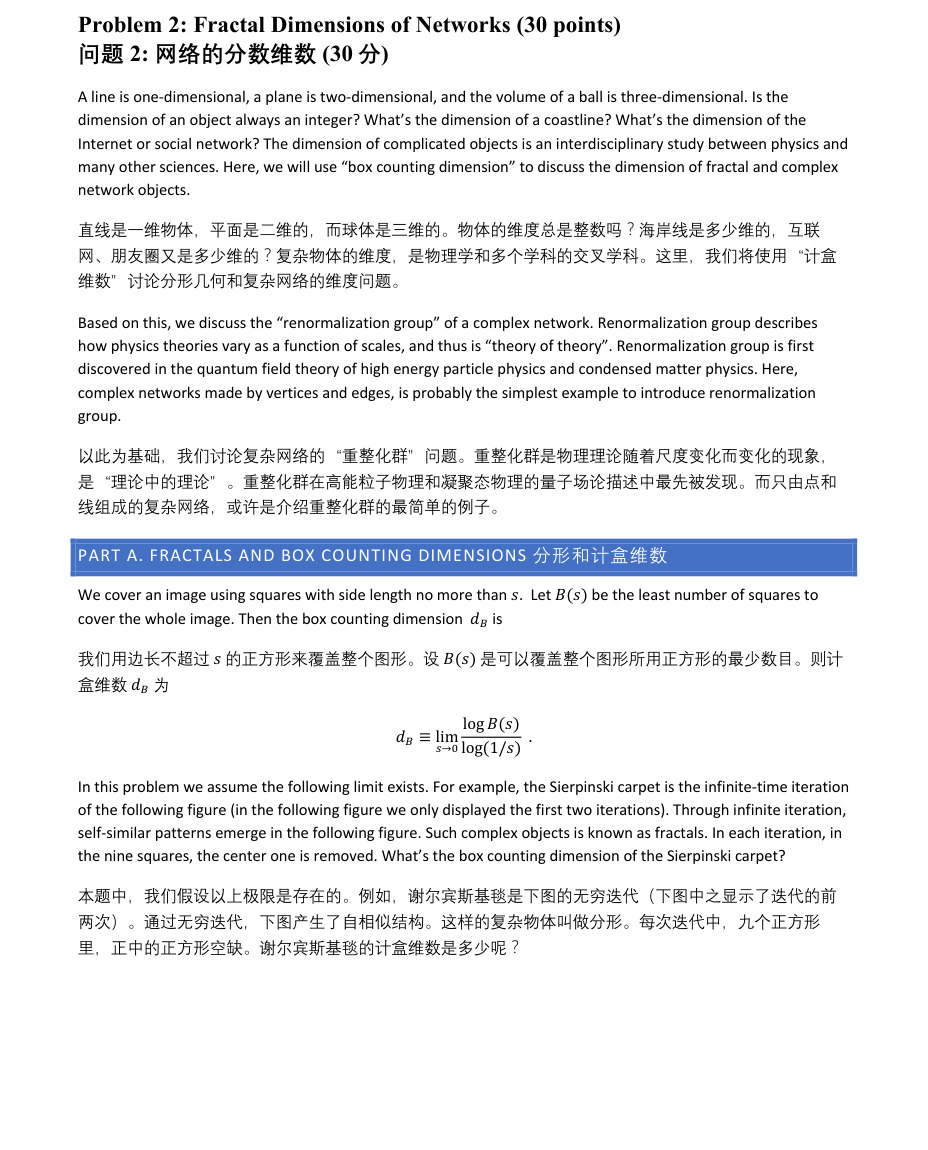 Problem 2: Fractal Dimensions of Networks (30 points)
问题 2: 网络的分数维数 (30 分)
A line is one-dimensional, a plane is two-dimensional, and the volume of a ball is three-dimensional. Is the
dimension of an object always an integer? What’s the dimension of a coastline? What’s the dimension of the
Internet or social network? The dimension of complicated objects is an interdisciplinary study between physics and
many other sciences. Here, we will use “box counting dimension” to discuss the dimension of fractal and complex
network objects.
直线是一维物体，平面是二维的，而球体是三维的。物体的维度总是整数吗？海岸线是多少维的，互联
网、朋友圈又是多少维的？复杂物体的维度，是物理学和多个学科的交叉学科。这里，我们将使用“计盒
维数”讨论分形几何和复杂网络的维度问题。
Based on this, we discuss the “renormalization group” of a complex network. Renormalization group describes
how physics theories vary as a function of scales, and thus is “theory of theory”. Renormalization group is first
discovered in the quantum field theory of high energy particle physics and condensed matter physics. Here,
complex networks made by vertices and edges, is probably the simplest example to introduce renormalization
group.
以此为基础，我们讨论复杂网络的“重整化群”问题。重整化群是物理理论随着尺度变化而变化的现象，
是“理论中的理论”。重整化群在高能粒子物理和凝聚态物理的量子场论描述中最先被发现。而只由点和
线组成的复杂网络，或许是介绍重整化群的最简单的例子。
PART A. FRACTALS AND BOX COUNTING DIMENSIONS 分形和计盒维数
We cover an image using squares with side length no more than s. Let B(s) be the least number of squares to
cover the whole image. Then the box counting dimension d_B is
我们用边长不超过 s 的正方形来覆盖整个图形。设 B(s) 是可以覆盖整个图形所用正方形的最少数目。则计
盒维数 d_B 为
d_B ≡ lim_{s→0} log B(s) / log(1/s) .
In this problem we assume the following limit exists. For example, the Sierpinski carpet is the infinite-time iteration
of the following figure (in the following figure we only displayed the first two iterations). Through infinite iteration,
self-similar patterns emerge in the following figure. Such complex objects is known as fractals. In each iteration, in
the nine squares, the center one is removed. What’s the box counting dimension of the Sierpinski carpet?
本题中，我们假设以上极限是存在的。例如，谢尔宾斯基毯是下图的无穷迭代（下图中之显示了迭代的前
两次）。通过无穷迭代，下图产生了自相似结构。这样的复杂物体叫做分形。每次迭代中，九个正方形
里，正中的正方形空缺。谢尔宾斯基毯的计盒维数是多少呢？